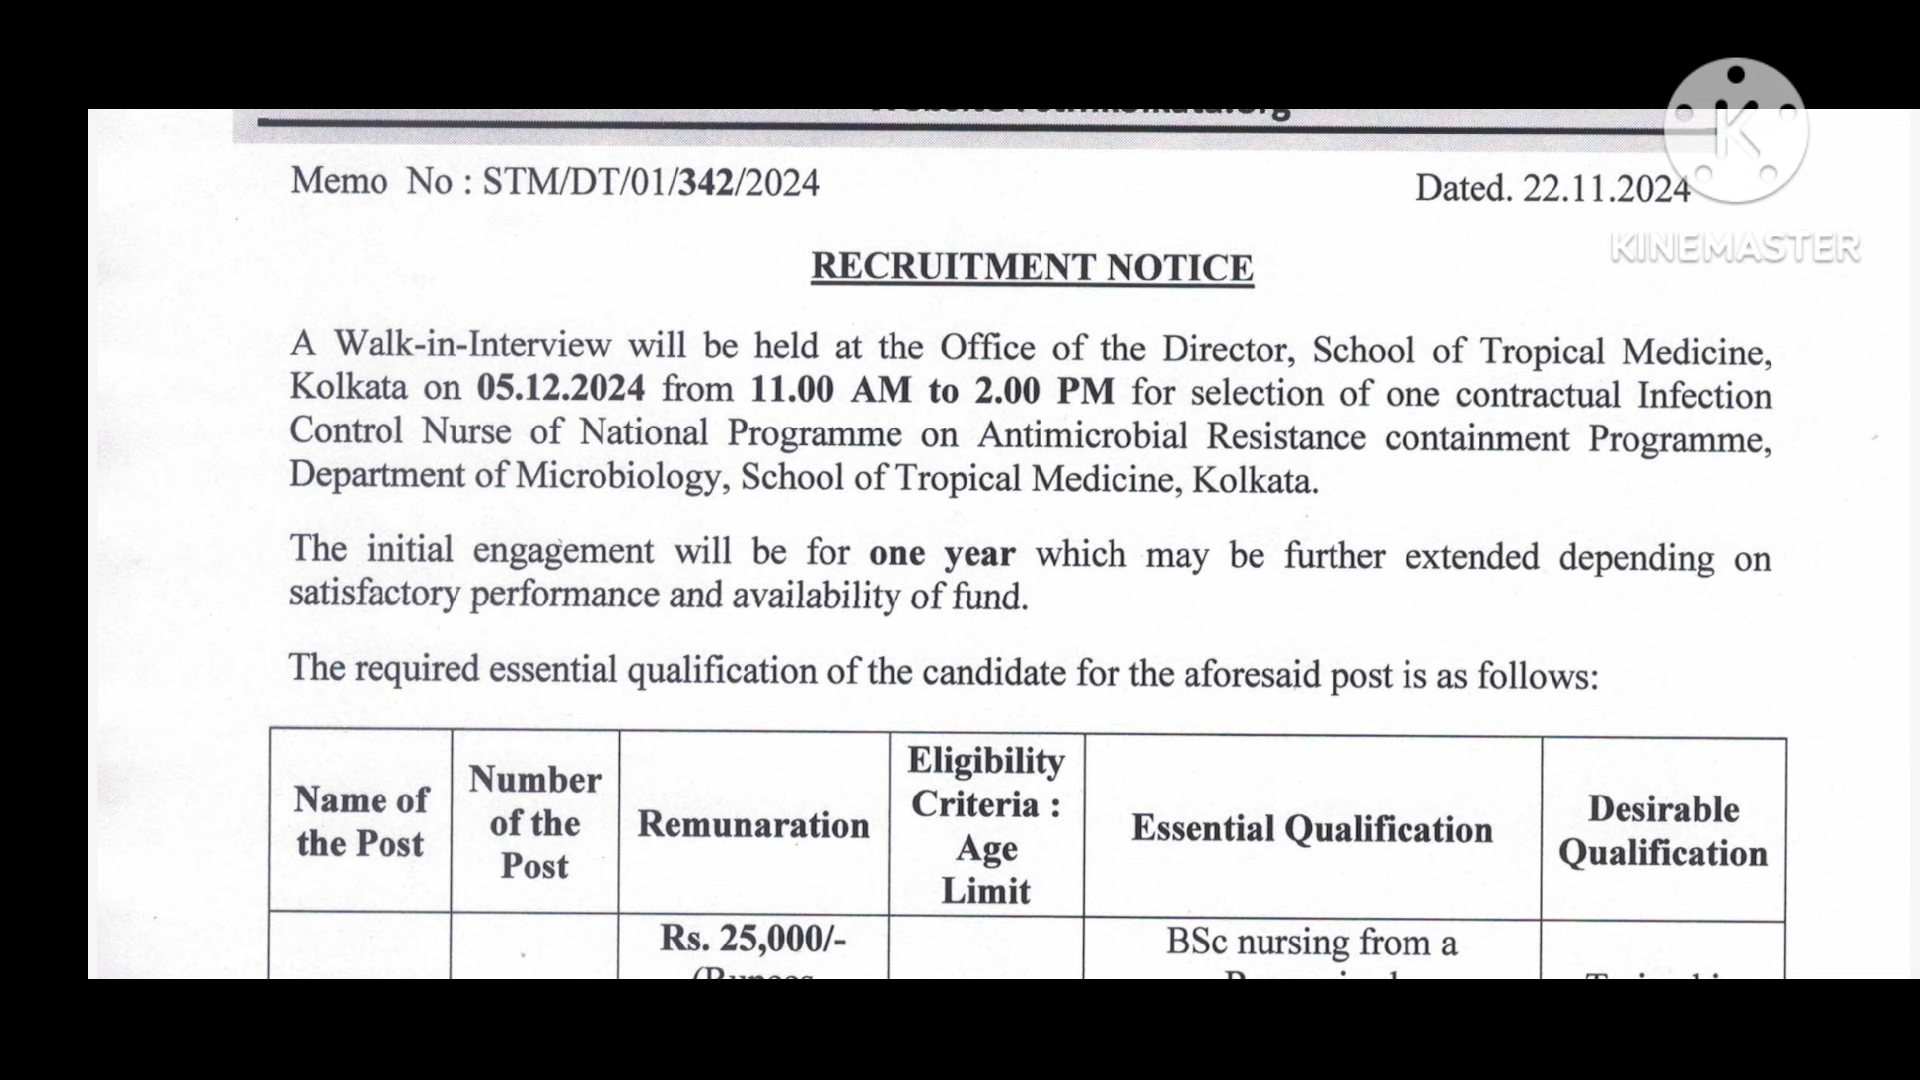 Memo No : STM/DT/01/342/2024
Dated. 22.11.2024
KINEMASTER
RECRUITMENT NOTICE
A Walk-in-Interview will be held at the Office of the Director, School of Tropical Medicine,
Kolkata on 05.12.2024 from 11.00 AM to 2.00 PM for selection of one contractual Infection
Control Nurse of National Programme on Antimicrobial Resistance containment Programme,
Department of Microbiology, School of Tropical Medicine, Kolkata.
The initial engagement will be for one year which may be further extended depending on
satisfactory performance and availability of fund.
The required essential qualification of the candidate for the aforesaid post is as follows:
Name of
the Post
Number
of the
Post
Remunaration
Eligibility
Criteria :
Age
Limit
Essential Qualification
Desirable
Qualification
Rs. 25,000/-
BSc nursing from a